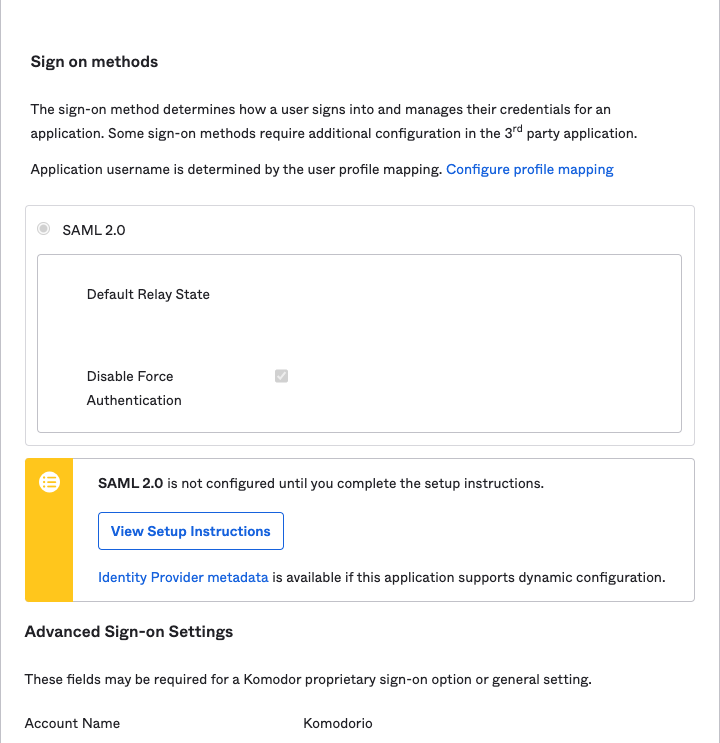 Sign on methods
The sign-on method determines how a user signs into and manages their credentials for an
application. Some sign-on methods require additional configuration in the 3rd party application.
Application username is determined by the user profile mapping. Configure profile mapping
SAML 2.0
Default Relay State
Disable Force
Authentication
SAML 2.0 is not configured until you complete the setup instructions.
View Setup Instructions
Identity Provider metadata is available if this application supports dynamic configuration.
Advanced Sign-on Settings
These fields may be required for a Komodor proprietary sign-on option or general setting.
Account Name Komodorio